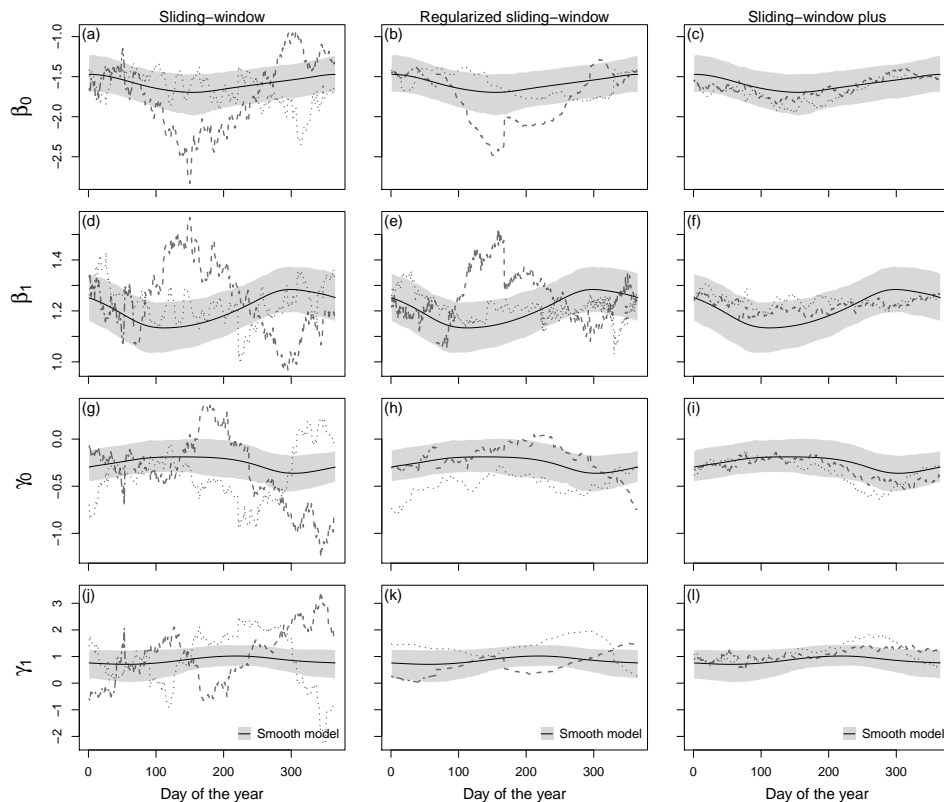 Sliding−window Regularized sliding−window Sliding−window plus
(a) (b) (c)
β0
−1.0
−1.5
−2.0
−2.5
(d) (e) (f)
β1
1.4
1.2
1.0
(g) (h) (i)
γ0
0.0
−0.5
−1.0
(j) (k) (l)
γ1
3
2
1
0
−1
−2
Smooth model Smooth model Smooth model
0 100 200 300 0 100 200 300 0 100 200 300
Day of the year Day of the year Day of the year